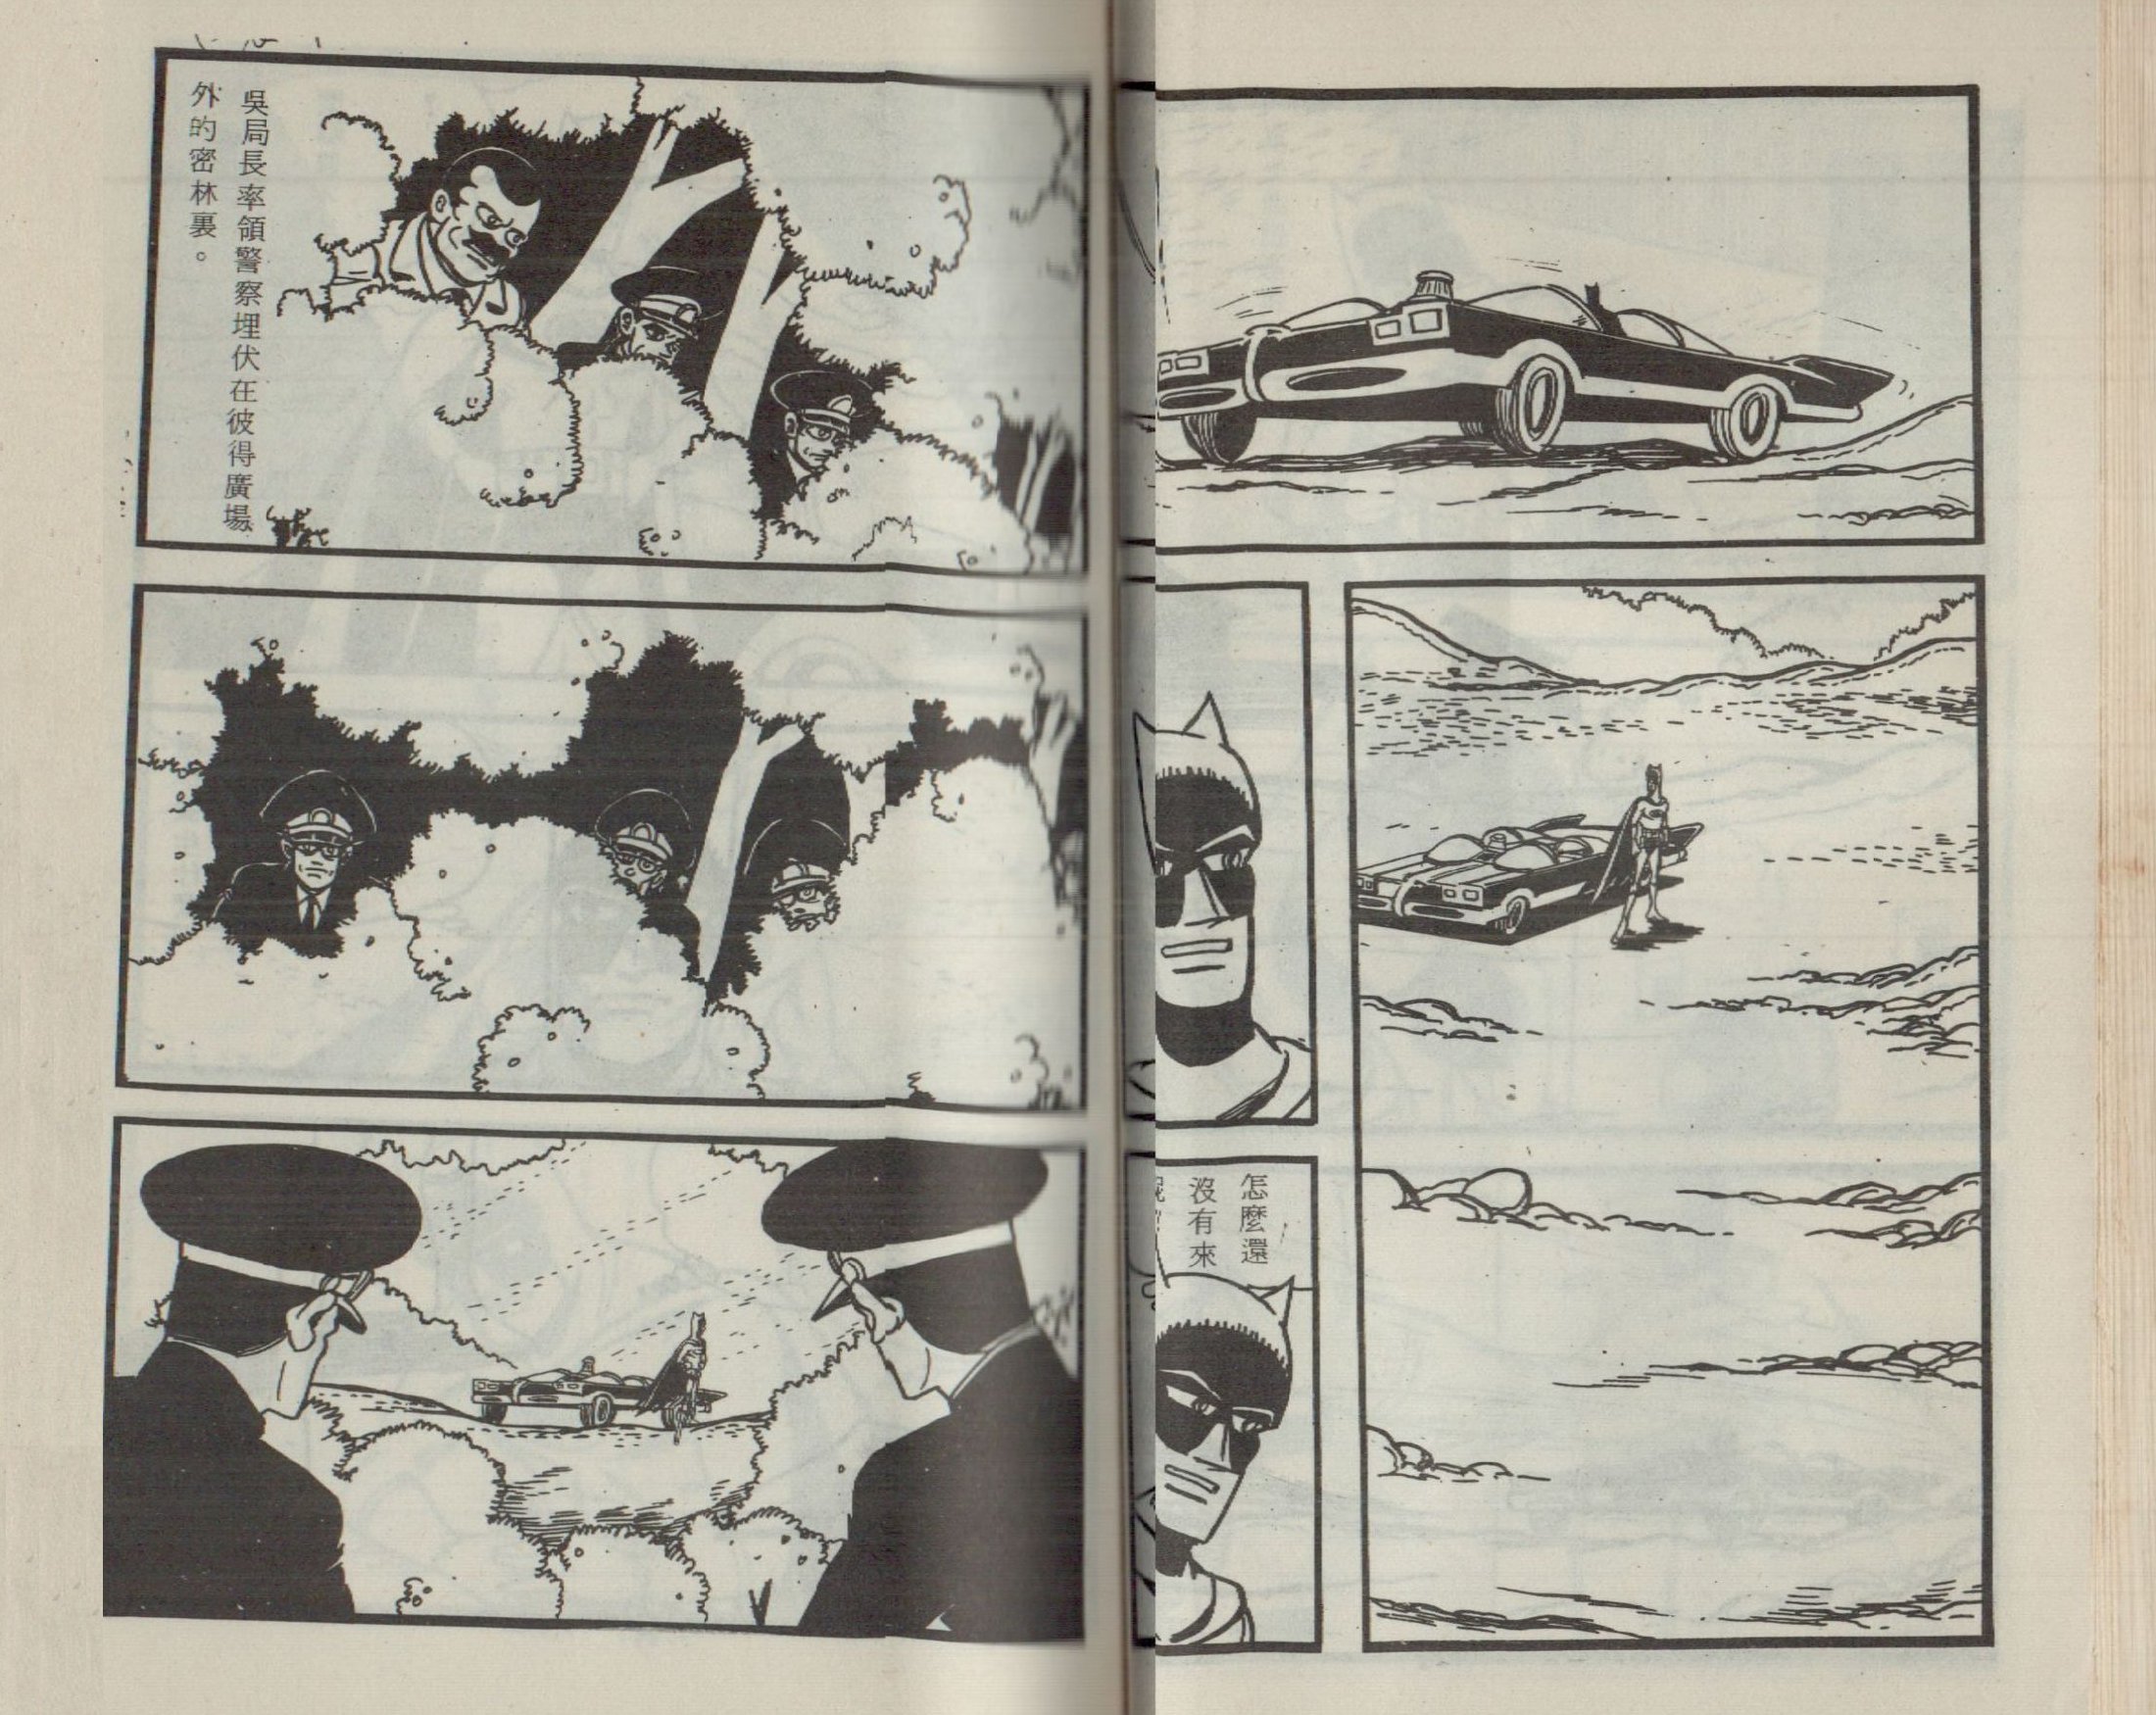 怎麼還
沒有來
呢
吳局長率領警察埋伏在彼得廣場
外的密林裏。